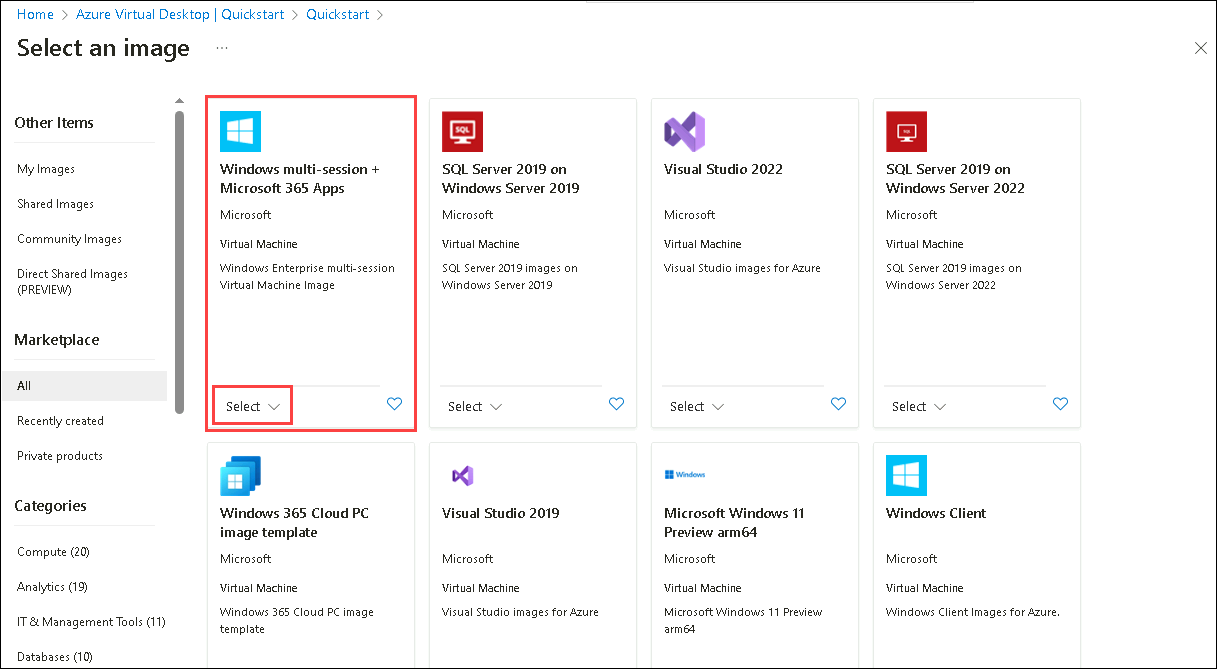 Home > Azure Virtual Desktop | Quickstart > Quickstart >
Select an image ...
Other Items
My Images
Shared Images
Community Images
Direct Shared Images
(PREVIEW)
Marketplace
All
Recently created
Private products
Categories
Compute (20)
Analytics (19)
IT & Management Tools (11)
Databases (10)
Windows multi-session +
Microsoft 365 Apps
Microsoft
Virtual Machine
Windows Enterprise multi-session
Virtual Machine Image
Select
SQL
SQL Server 2019 on
Windows Server 2019
Microsoft
Virtual Machine
SQL Server 2019 images on
Windows Server 2019
Select
Visual Studio 2022
Microsoft
Virtual Machine
Visual Studio images for Azure
Select
SQL
SQL Server 2019 on
Windows Server 2022
Microsoft
Virtual Machine
SQL Server 2019 images on
Windows Server 2022
Select
Windows 365 Cloud PC
image template
Microsoft
Virtual Machine
Windows 365 Cloud PC image
template
Visual Studio 2019
Microsoft
Virtual Machine
Visual Studio images for Azure
Windows
Microsoft Windows 11
Preview arm64
Microsoft
Virtual Machine
Microsoft Windows 11 Preview
arm64
Windows Client
Microsoft
Virtual Machine
Windows Client Images for Azure.